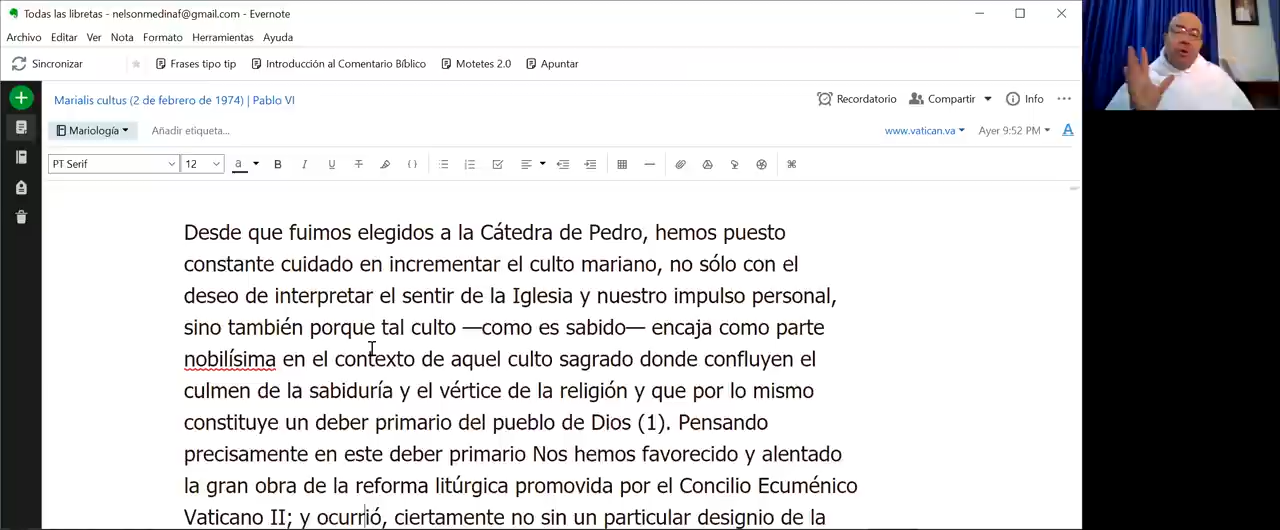 Todas las libretas - nelsonmedinaf@gmail.com - Evernote
Archivo Editar Ver Nota Formato Herramientas Ayuda
Sincronizar Frases tipo tip Introducción al Comentario Bíblico Motetes 2.0 Apuntar
Marialis cultus (2 de febrero de 1974) | Pablo VI Recordatorio Compartir Info
Mariología Añadir etiqueta... www.vatican.va Ayer 9:52 PM A
PT Serif 12 a B I U T
Desde que fuimos elegidos a la Cátedra de Pedro, hemos puesto
constante cuidado en incrementar el culto mariano, no sólo con el
deseo de interpretar el sentir de la Iglesia y nuestro impulso personal,
sino también porque tal culto —como es sabido— encaja como parte
nobilísima en el contexto de aquel culto sagrado donde confluyen el
culmen de la sabiduría y el vértice de la religión y que por lo mismo
constituye un deber primario del pueblo de Dios (1). Pensando
precisamente en este deber primario Nos hemos favorecido y alentado
la gran obra de la reforma litúrgica promovida por el Concilio Ecuménico
Vaticano II; y ocurrió, ciertamente no sin un particular designio de la